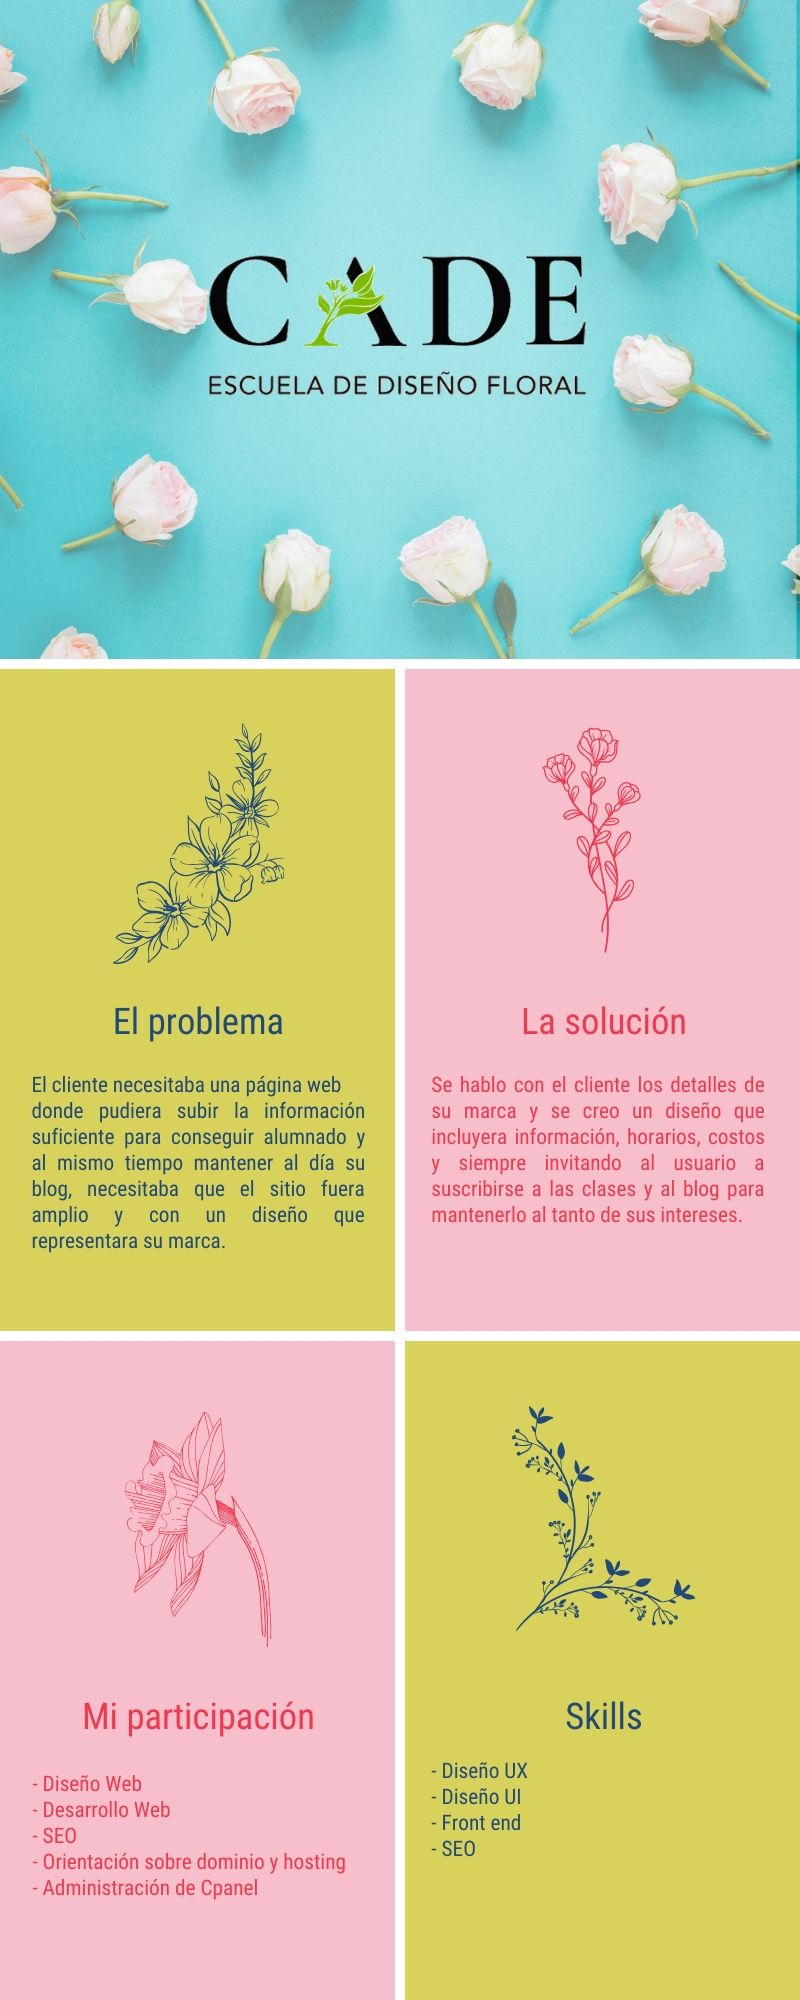 CADE
ESCUELA DE DISEÑO FLORAL
El problema
El cliente necesitaba una página web
donde pudiera subir la información
suficiente para conseguir alumnado y
al mismo tiempo mantener al día su
blog, necesitaba que el sitio fuera
amplio y con un diseño que
representara su marca.
La solución
Se hablo con el cliente los detalles de
su marca y se creo un diseño que
incluyera información, horarios, costos
y siempre invitando al usuario a
suscribirse a las clases y al blog para
mantenerlo al tanto de sus intereses.
Mi participación
- Diseño Web
- Desarrollo Web
- SEO
- Orientación sobre dominio y hosting
- Administración de Cpanel
Skills
- Diseño UX
- Diseño UI
- Front end
- SEO